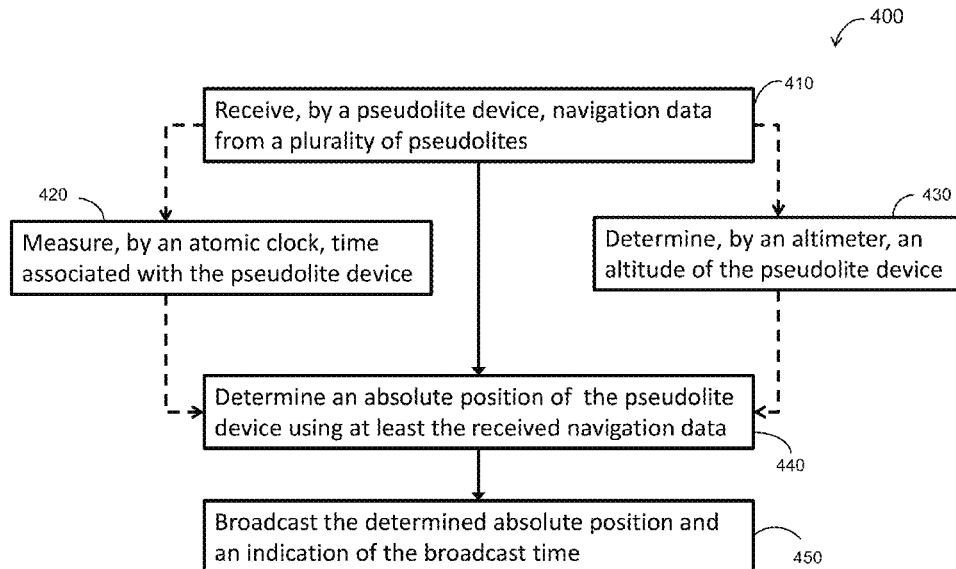 400
410
Receive, by a pseudolite device, navigation data
from a plurality of pseudolites
420
430
Measure, by an atomic clock, time
associated with the pseudolite device
Determine, by an altimeter, an
altitude of the pseudolite device
Determine an absolute position of the pseudolite
device using at least the received navigation data
440
Broadcast the determined absolute position and
an indication of the broadcast time
450